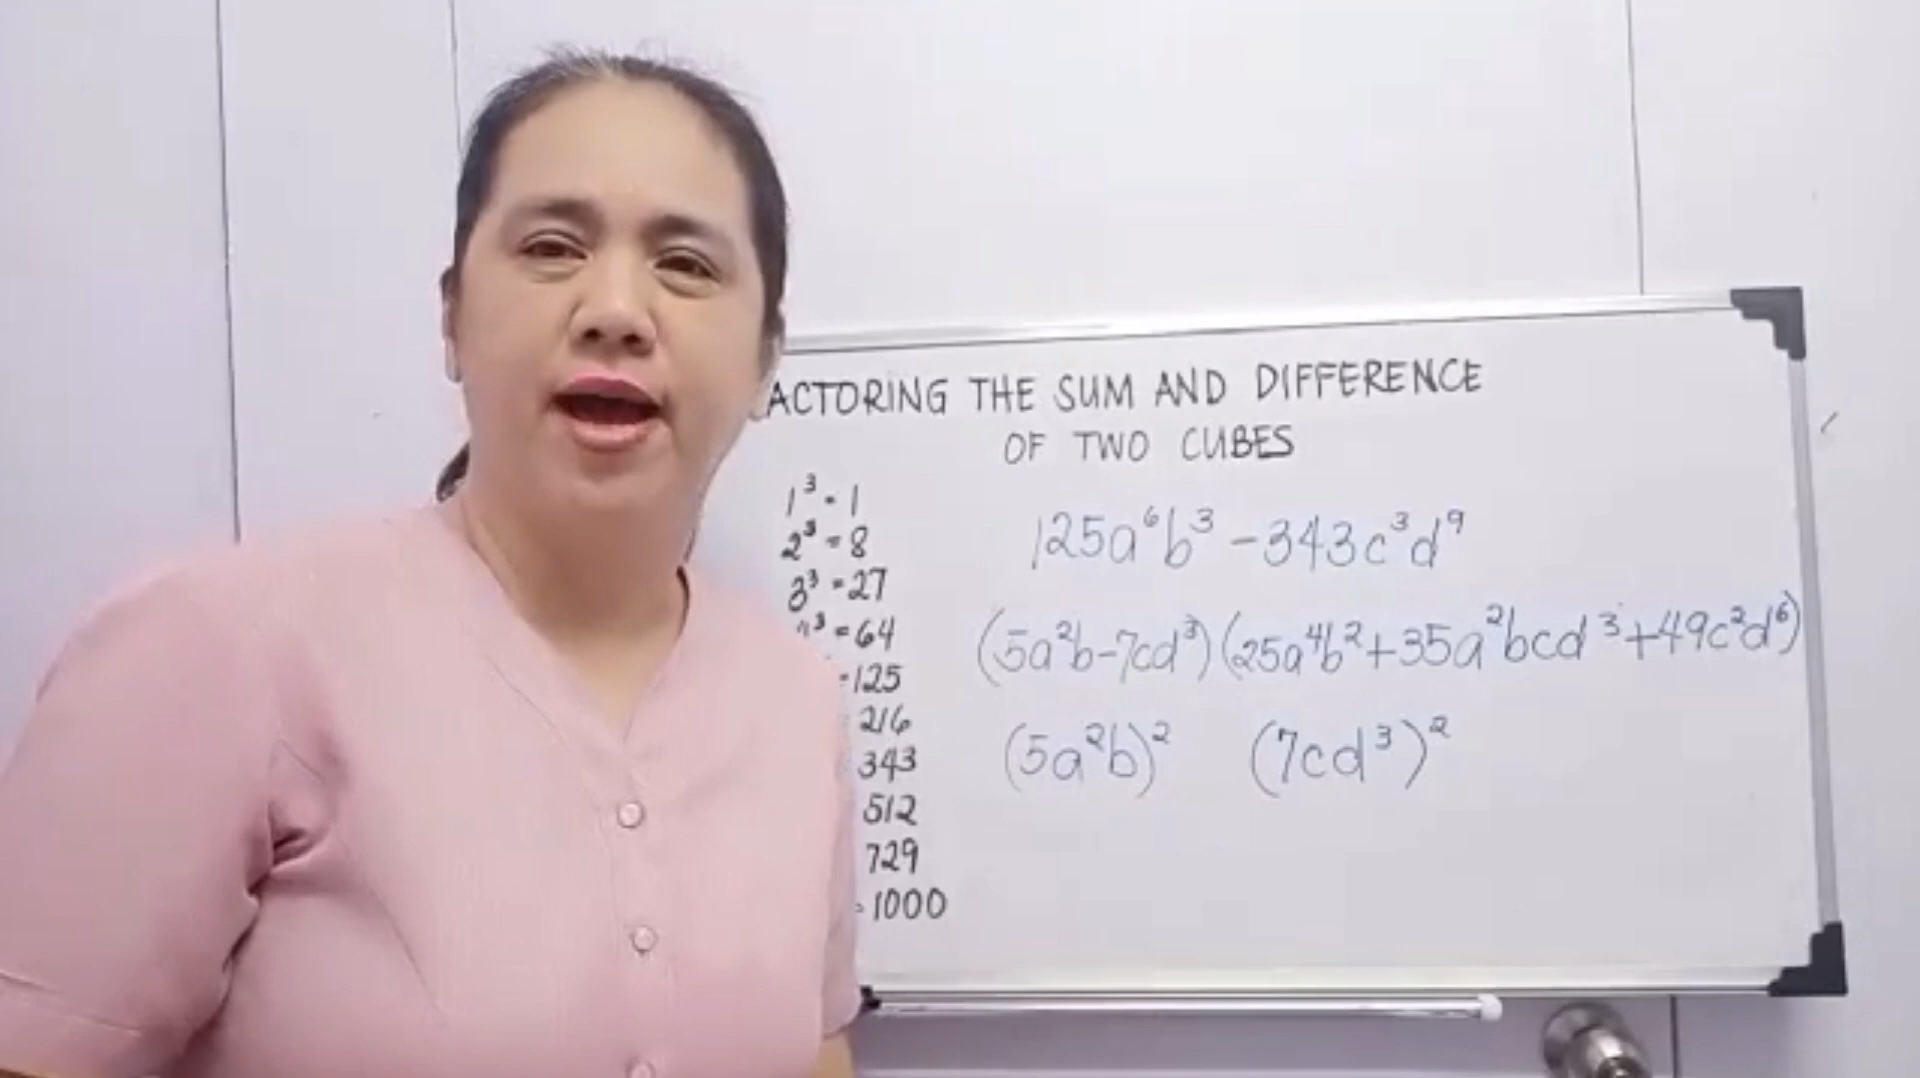 ACTORING THE SUM AND DIFFERENCE
OF TWO CUBES
1³ = 1
2³ = 8
3³ = 27
³ = 64
= 125
216
343
512
729
= 1000
125a⁶b³ - 343c³d⁹
(5a²b - 7cd³)(25a⁴b² + 35a²bcd³ + 49c²d⁶)
(5a²b)² (7cd³)²